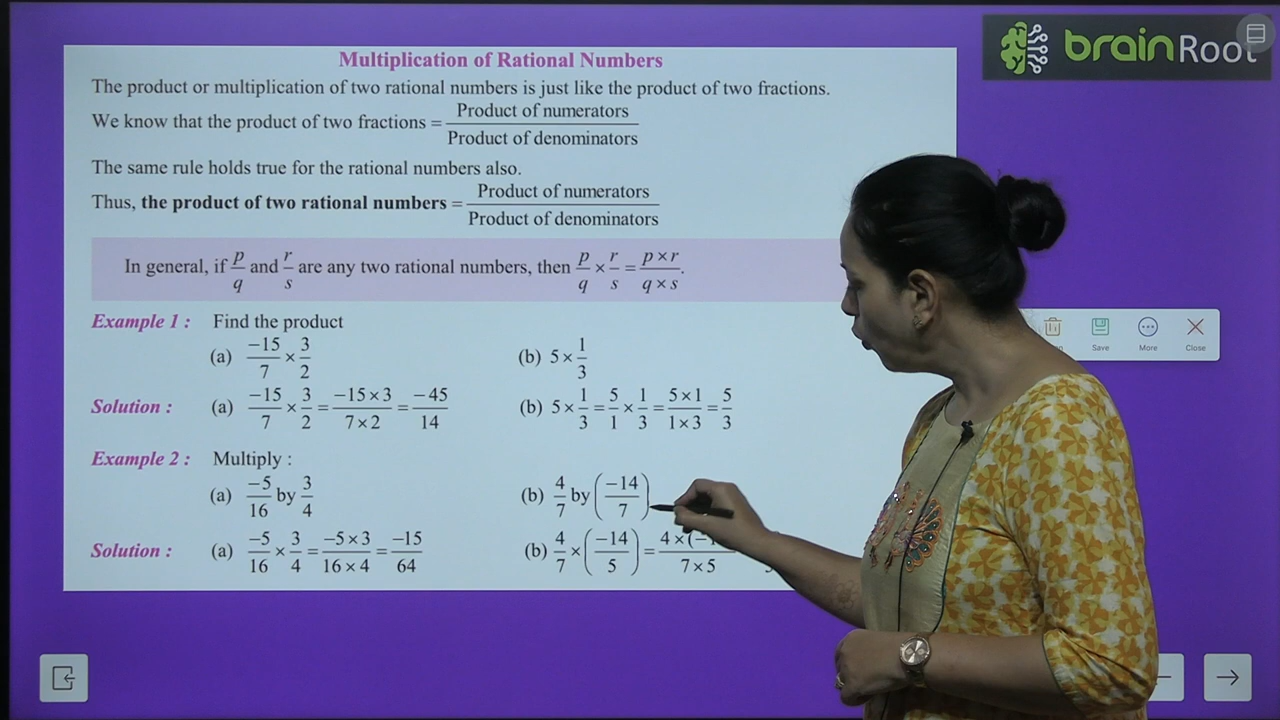 brainRoot
Multiplication of Rational Numbers
The product or multiplication of two rational numbers is just like the product of two fractions.
We know that the product of two fractions = Product of numerators / Product of denominators
The same rule holds true for the rational numbers also.
Thus, the product of two rational numbers = Product of numerators / Product of denominators
In general, if p/q and r/s are any two rational numbers, then p/q × r/s = p×r / q×s.
Example 1 : Find the product
(a) −15/7 × 3/2 (b) 5 × 1/3
Solution : (a) −15/7 × 3/2 = −15×3 / 7×2 = −45/14 (b) 5 × 1/3 = 5/1 × 1/3 = 5×1 / 1×3 = 5/3
Example 2 : Multiply :
(a) −5/16 by 3/4 (b) 4/7 by (−14/7)
Solution : (a) −5/16 × 3/4 = −5×3 / 16×4 = −15/64 (b) 4/7 × (−14/5) = 4×(− / 7×5
Save More Close